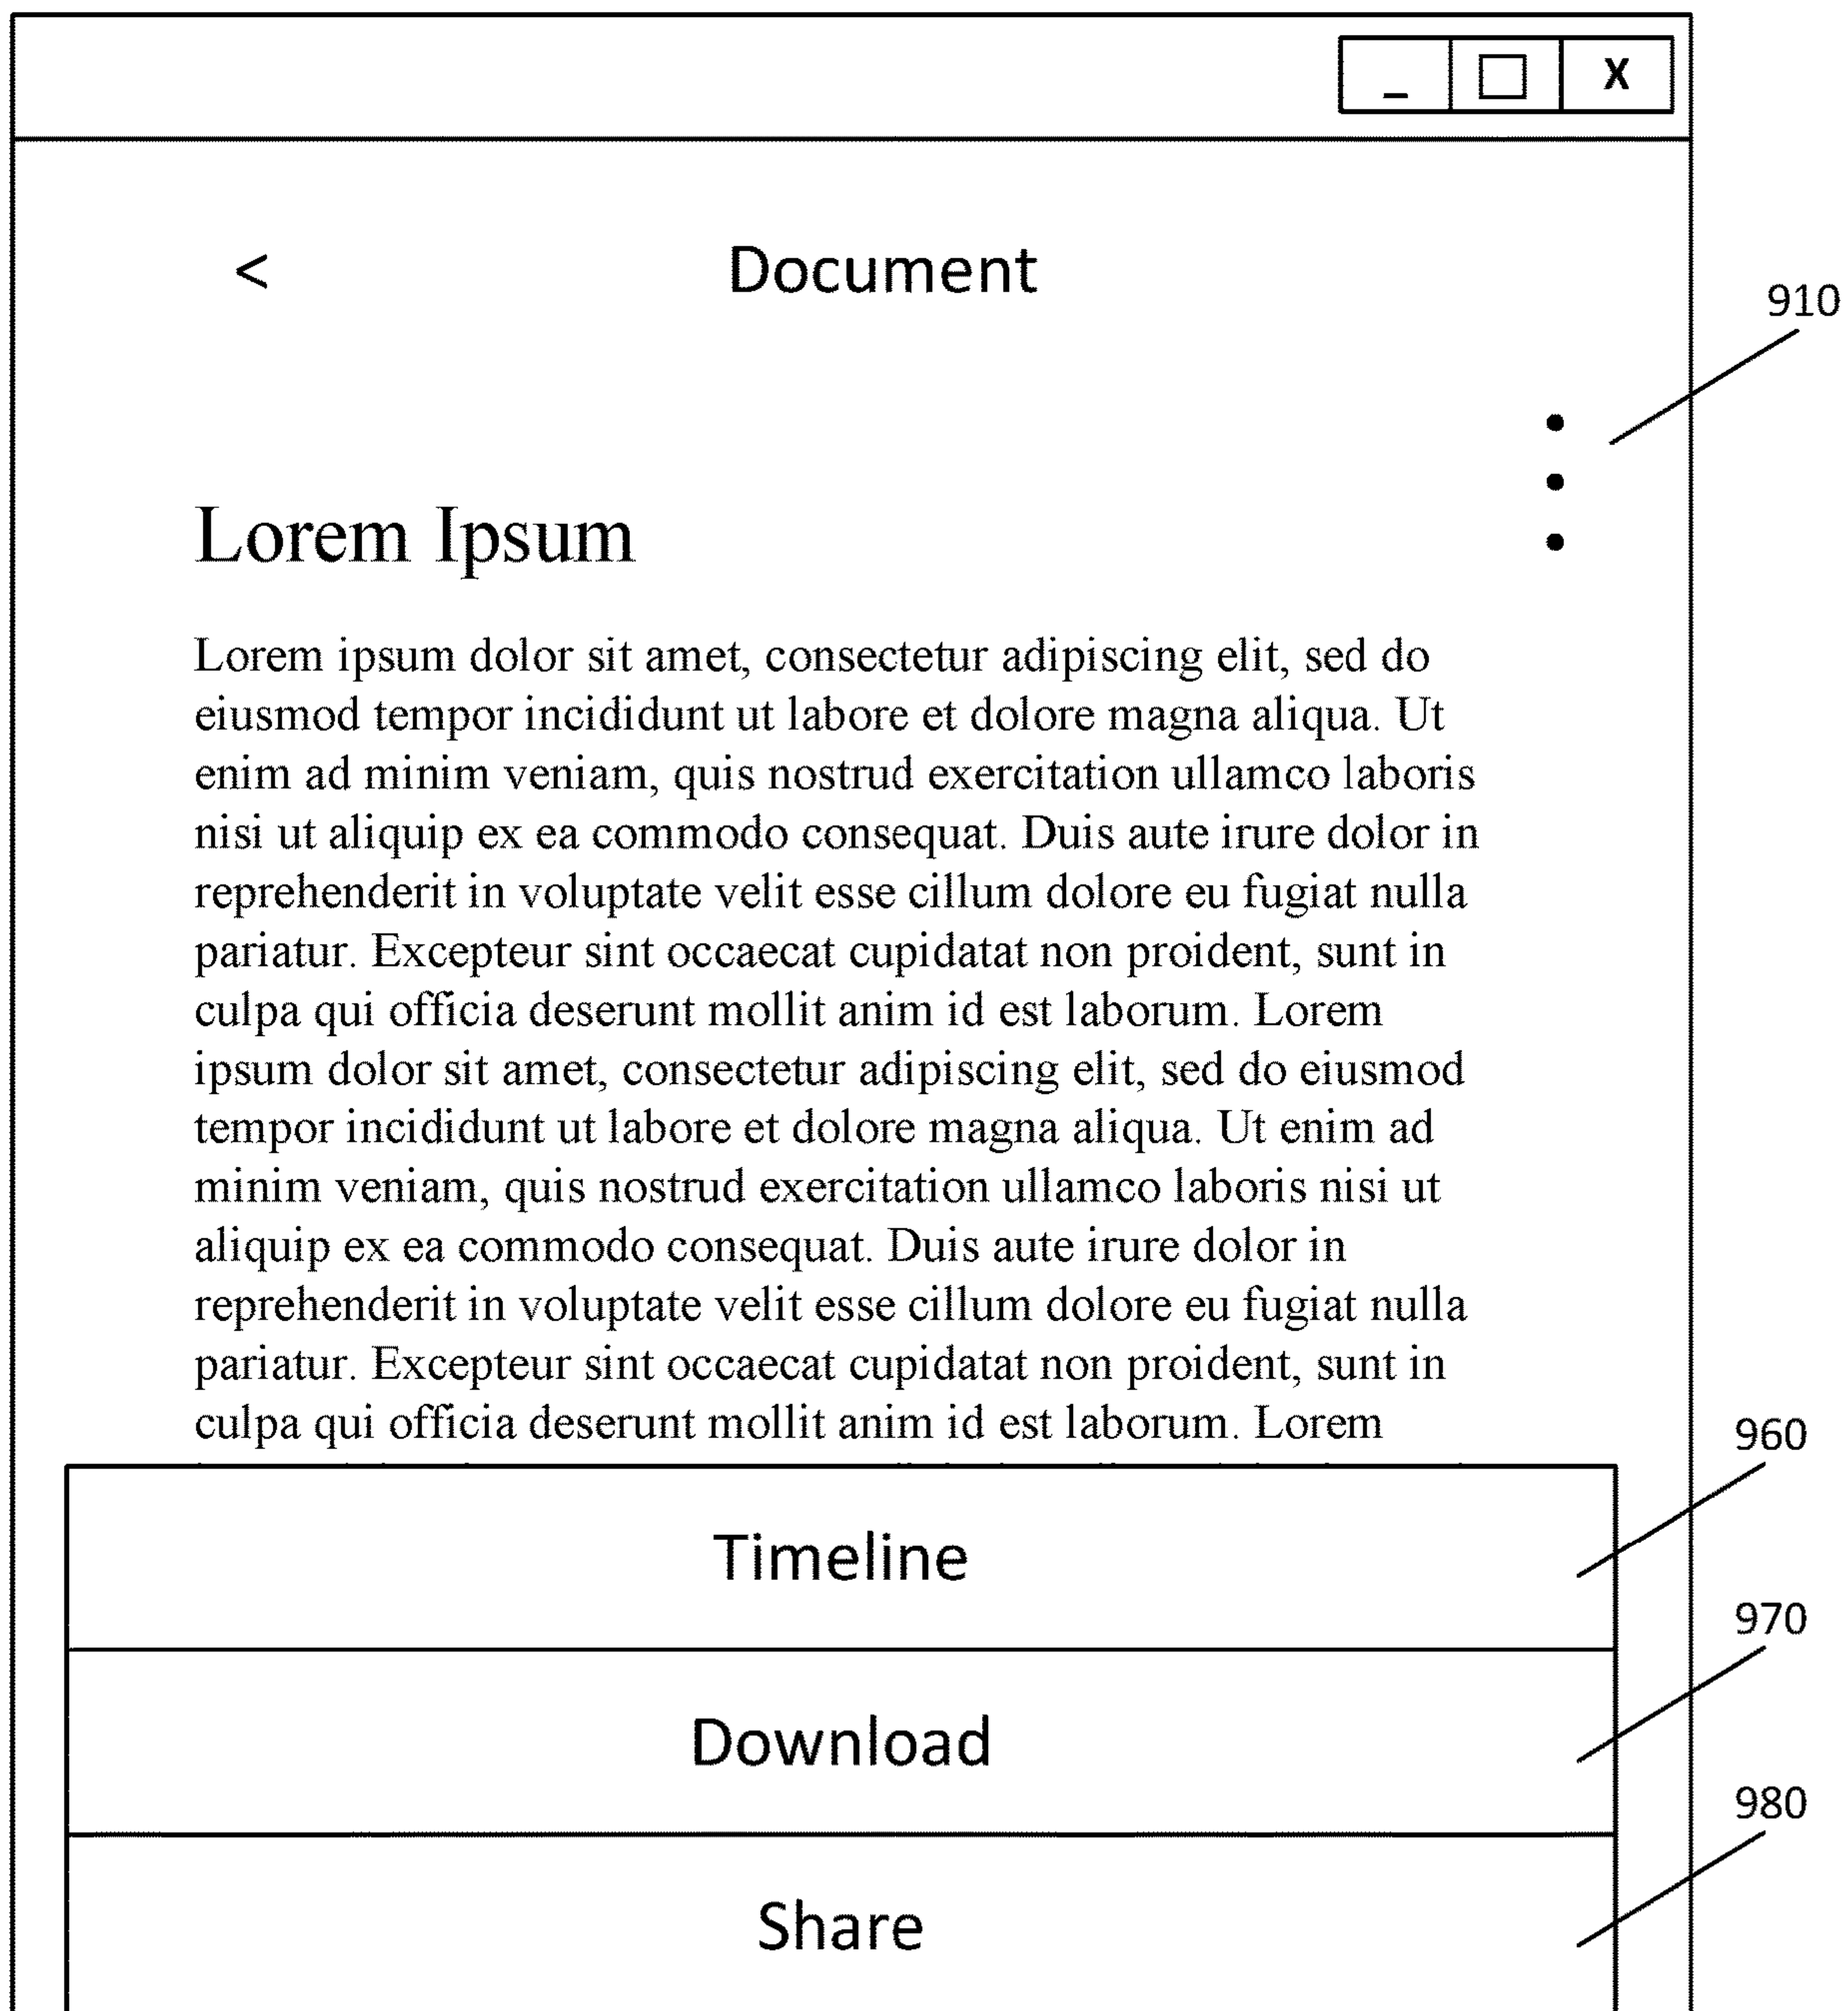 _ □ X
< Document
910
Lorem Ipsum
Lorem ipsum dolor sit amet, consectetur adipiscing elit, sed do
eiusmod tempor incididunt ut labore et dolore magna aliqua. Ut
enim ad minim veniam, quis nostrud exercitation ullamco laboris
nisi ut aliquip ex ea commodo consequat. Duis aute irure dolor in
reprehenderit in voluptate velit esse cillum dolore eu fugiat nulla
pariatur. Excepteur sint occaecat cupidatat non proident, sunt in
culpa qui officia deserunt mollit anim id est laborum. Lorem
ipsum dolor sit amet, consectetur adipiscing elit, sed do eiusmod
tempor incididunt ut labore et dolore magna aliqua. Ut enim ad
minim veniam, quis nostrud exercitation ullamco laboris nisi ut
aliquip ex ea commodo consequat. Duis aute irure dolor in
reprehenderit in voluptate velit esse cillum dolore eu fugiat nulla
pariatur. Excepteur sint occaecat cupidatat non proident, sunt in
culpa qui officia deserunt mollit anim id est laborum. Lorem
960
Timeline
970
Download
980
Share